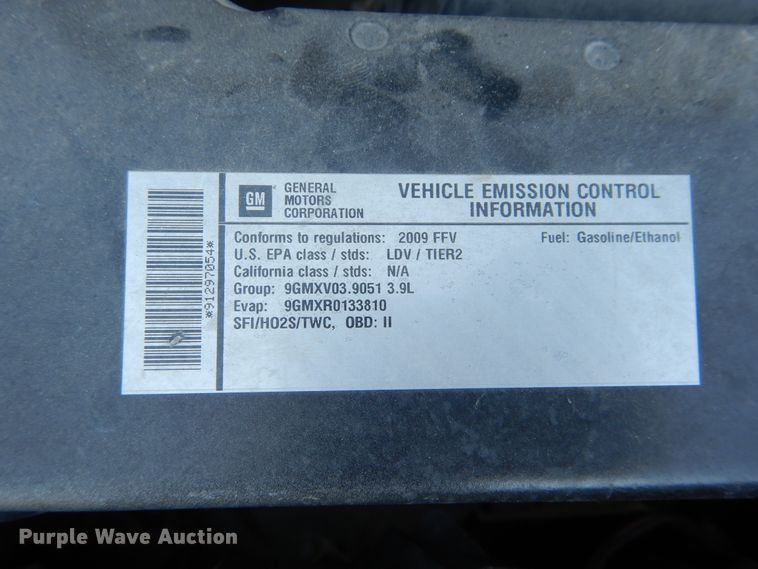 *91297054*
GM
GENERAL
MOTORS
CORPORATION
VEHICLE EMISSION CONTROL
INFORMATION
Conforms to regulations: 2009 FFV Fuel: Gasoline/Ethanol
U.S. EPA class / stds: LDV / TIER2
California class / stds: N/A
Group: 9GMXV03.9051 3.9L
Evap: 9GMXR0133810
SFI/HO2S/TWC, OBD: II
Purple Wave Auction